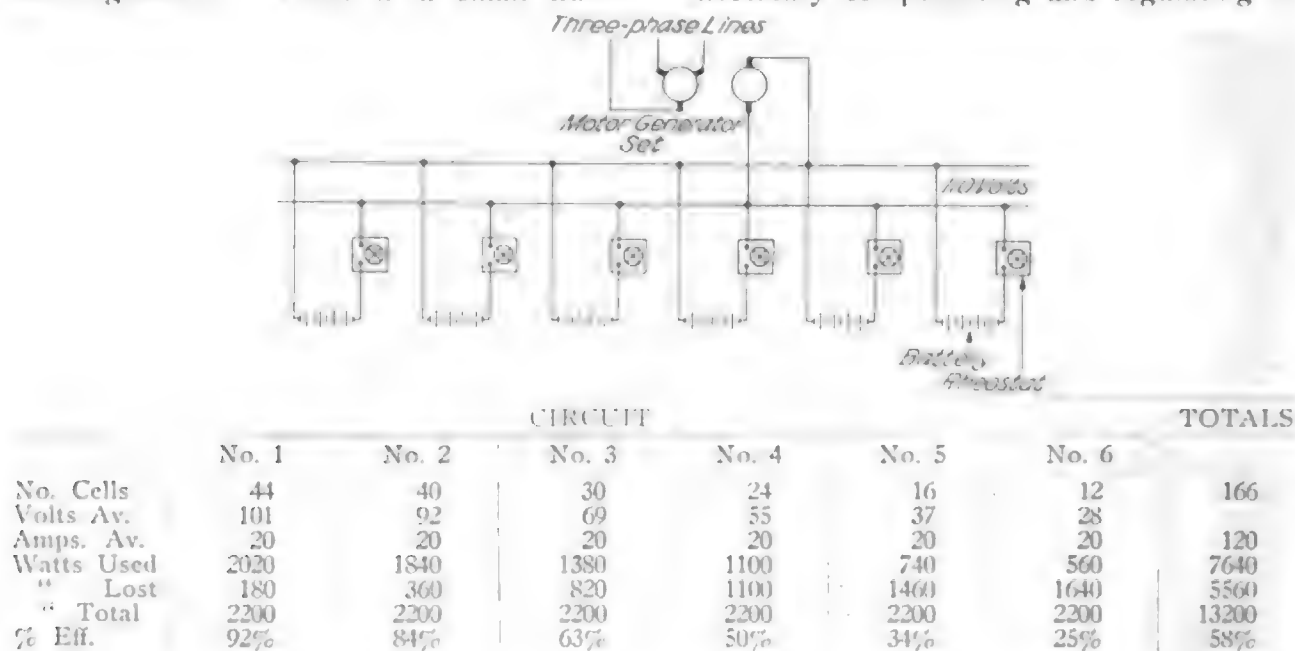 Three-phase Lines
Motor Generator
Set
110 Volts
Battery
Rheostat
CIRCUIT TOTALS
No. 1 No. 2 No. 3 No. 4 No. 5 No. 6
No. Cells 44 40 30 24 16 12 166
Volts Av. 101 92 69 55 37 28
Amps. Av. 20 20 20 20 20 20 120
Watts Used 2020 1840 1380 1100 740 560 7640
" Lost 180 360 820 1100 1460 1640 5560
" Total 2200 2200 2200 2200 2200 2200 13200
% Eff. 92% 84% 63% 50% 34% 25% 58%